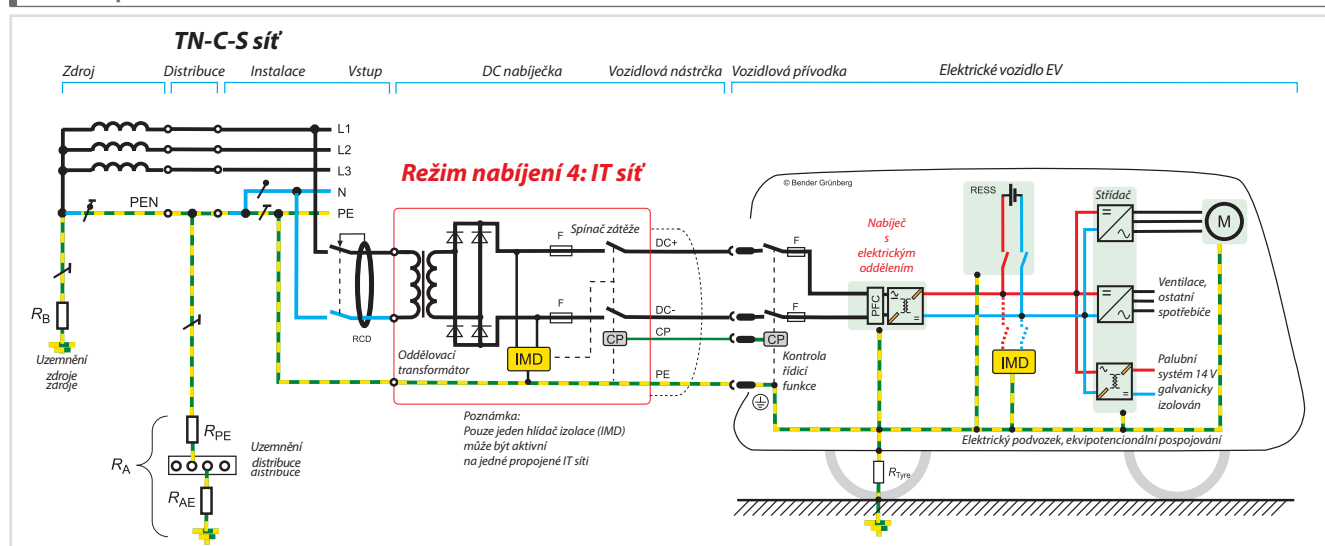 TN-C-S síť
Zdroj
Distribuce
Instalace
Vstup
DC nabíječka
Vozidlová nástrčka
Vozidlová přívodka
Elektrické vozidlo EV
L1
L2
L3
N
PE
PEN
Režim nabíjení 4: IT síť
© Bender Grünberg
RESS
Střídač
M
Spínač zátěže
F
DC+
F
Nabíječ
s
elektrickým
oddělením
PFC
Ventilace,
ostatní
spotřebiče
RB
Uzemnění
zdroje
zdroje
RCD
F
DC-
F
CP
CP
CP
Oddělovací
transformátor
IMD
PE
Kontrola
řídicí
funkce
IMD
Palubní
systém 14 V
galvanicky
izolován
Poznámka:
Pouze jeden hlídač izolace (IMD)
může být aktivní
na jedné propojené IT síti
Elektrický podvozek, ekvipotencionální pospojování
RA
RPE
Uzemnění
distribuce
distribuce
RAE
RTyre